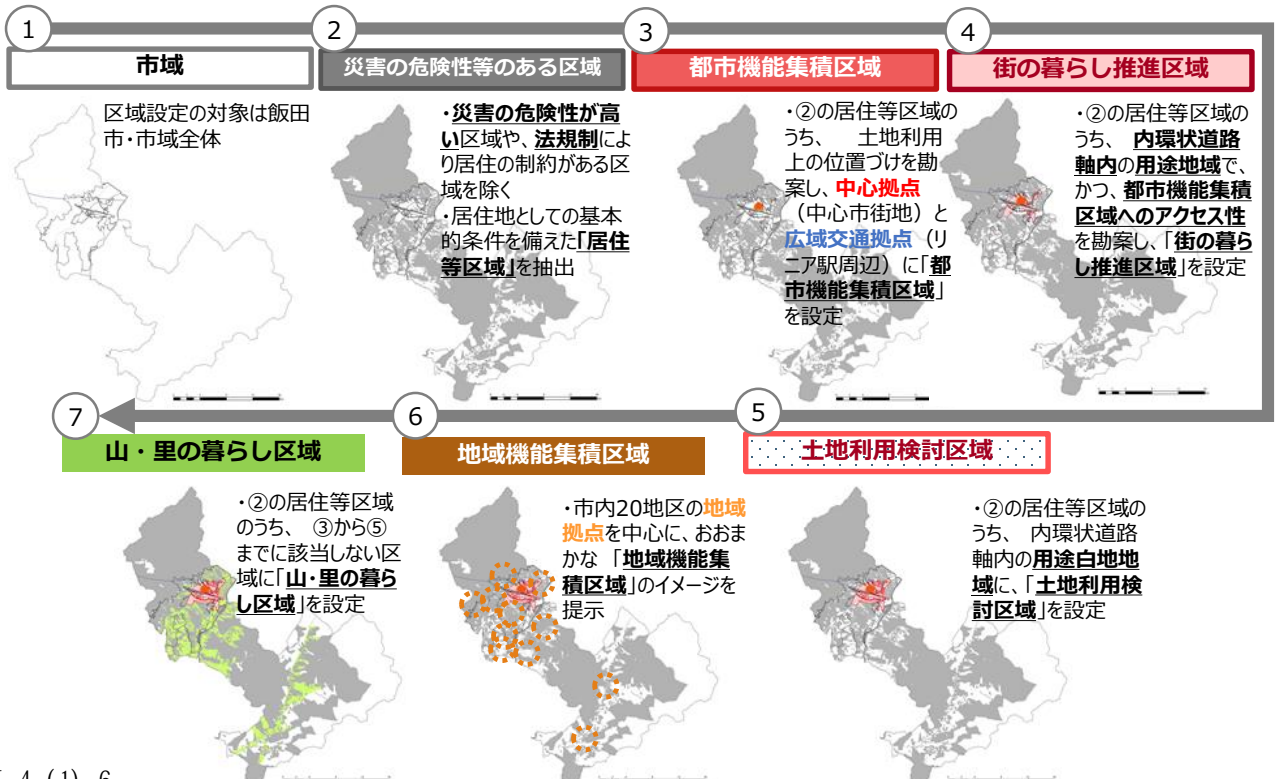 1
市域
区域設定の対象は飯田
市・市域全体
2
災害の危険性等のある区域
・災害の危険性が高
い区域や、法規制によ
り居住の制約がある区
域を除く
・居住地としての基本
的条件を備えた「居住
等区域」を抽出
3
都市機能集積区域
・②の居住等区域の
うち、　土地利用
上の位置づけを勘
案し、中心拠点
（中心市街地）と
広域交通拠点（リ
ニア駅周辺）に「都
市機能集積区域」
を設定
4
街の暮らし推進区域
・②の居住等区域の
うち、　内環状道路
軸内の用途地域で、
かつ、都市機能集積
区域へのアクセス性
を勘案し、「街の暮ら
し推進区域」を設定
5
土地利用検討区域
・②の居住等区域の
うち、　内環状道路
軸内の用途白地地
域に、「土地利用検
討区域」を設定
6
地域機能集積区域
・市内20地区の地域
拠点を中心に、おおま
かな　「地域機能集
積区域」のイメージを
提示
7
山・里の暮らし区域
・②の居住等区域
のうち、　③から⑤
までに該当しない区
域に「山・里の暮ら
し区域」を設定